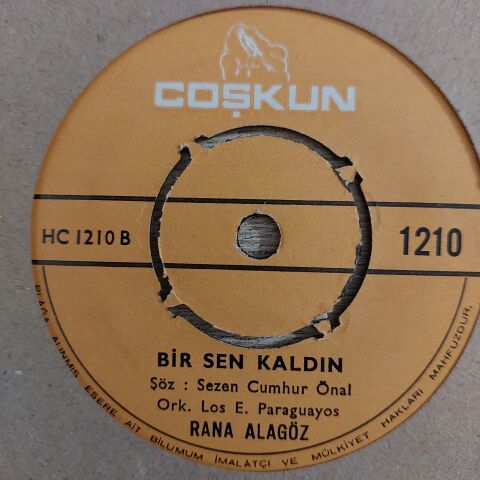 COŞKUN
HC 1210 B
1210
BİR SEN KALDIN
Söz : Sezen Cumhur Önal
Ork. Los E. Paraguayos
RANA ALAGÖZ
PLÂĞA ALINMIŞ ESERE AİT BİLUMUM İMALATÇI VE MÜLKİYET HAKLARI MAHFUZDUR.